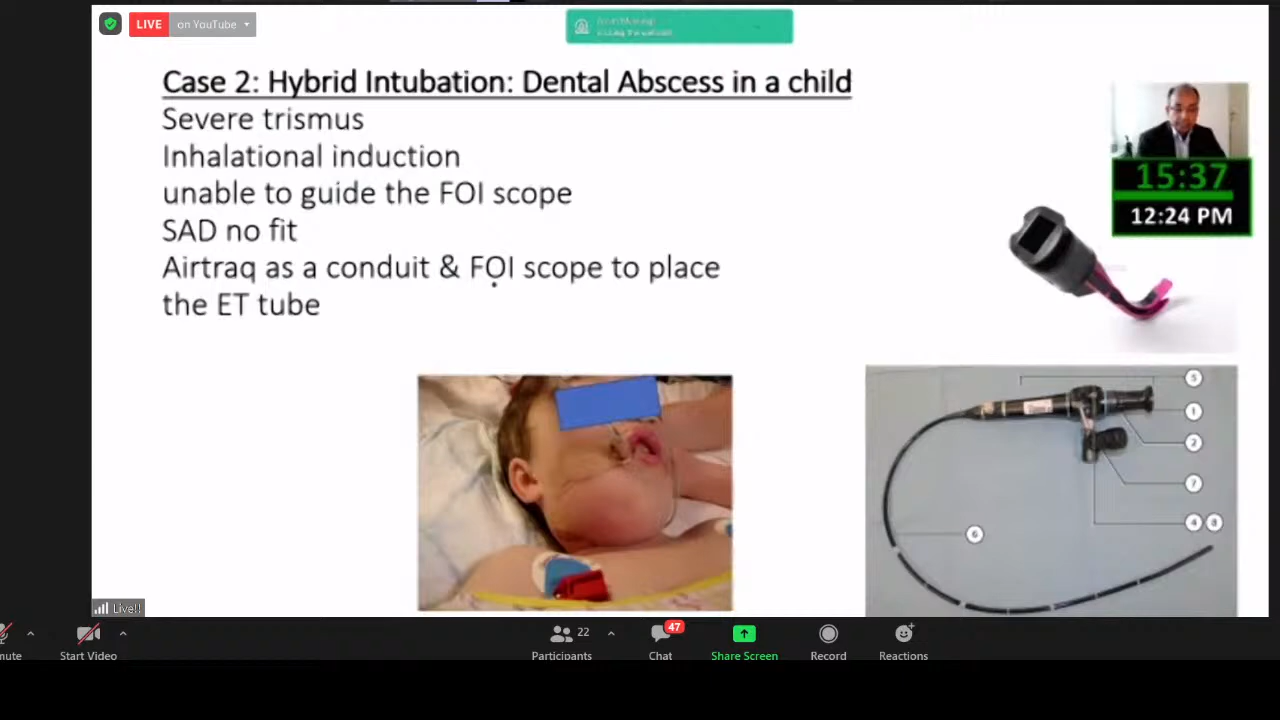 LIVE
on YouTube
Case 2: Hybrid Intubation: Dental Abscess in a child
Severe trismus
Inhalational induction
unable to guide the FOI scope
SAD no fit
Airtraq as a conduit & FOI scope to place
the ET tube
15:37
12:24 PM
5
1
2
7
4
6
Live!!
22
47
mute
Start Video
Participants
Chat
Share Screen
Record
Reactions